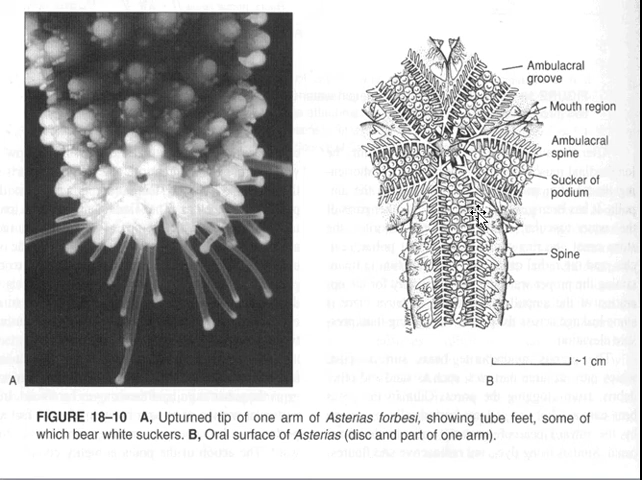 Ambulacral
groove
Mouth region
Ambulacral
spine
Sucker of
podium
Spine
~1 cm
A
B
FIGURE 18–10 A, Upturned tip of one arm of Asterias forbesi, showing tube feet, some of
which bear white suckers. B, Oral surface of Asterias (disc and part of one arm).